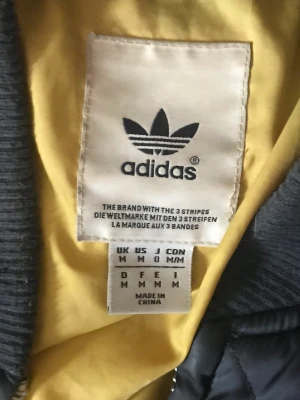 adidas®
THE BRAND WITH THE 3 STRIPES
DIE WELTMARKE MIT DEN 3 STREIFEN
LA MARQUE AUX 3 BANDES
UK US J CDN
M M O M/M
D F E I
M M M M
MADE IN
CHINA